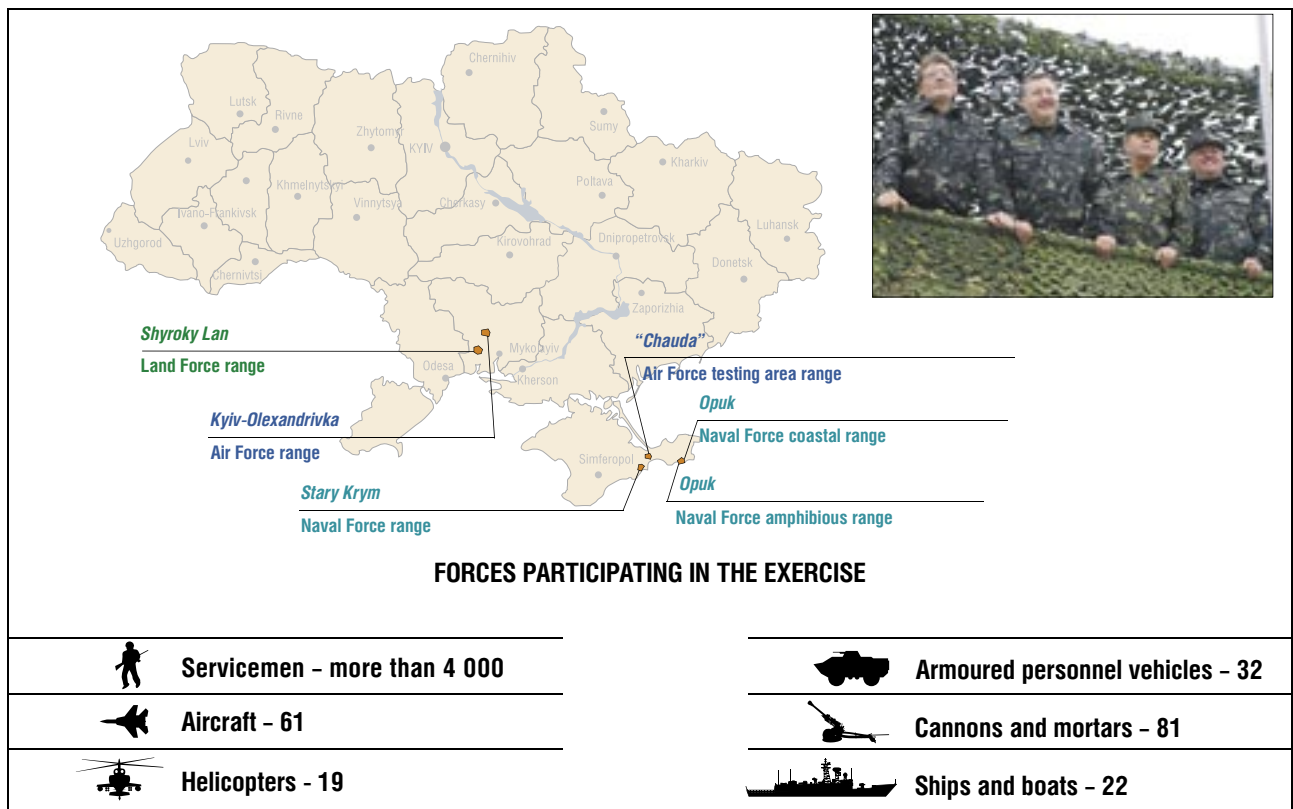 Chernihiv
Lutsk
Rivne
Zhytomyr
Sumy
KYIV
Lviv
Kharkiv
Khmelnytskyi
Poltava
Vinnytsya
Cherkasy
Ivano-Frankivsk
Luhansk
Uzhgorod
Kirovohrad
Dnipropetrovsk
Chernivtsi
Donetsk
Zaporizhia
Shyroky Lan
Land Force range
Mykolayiv
"Chauda"
Air Force testing area range
Odesa
Kherson
Opuk
Naval Force coastal range
Kyiv-Olexandrivka
Air Force range
Simferopol
Opuk
Naval Force amphibious range
Stary Krym
Naval Force range
FORCES PARTICIPATING IN THE EXERCISE
Servicemen – more than 4 000
Aircraft – 61
Helicopters - 19
Armoured personnel vehicles – 32
Cannons and mortars – 81
Ships and boats – 22